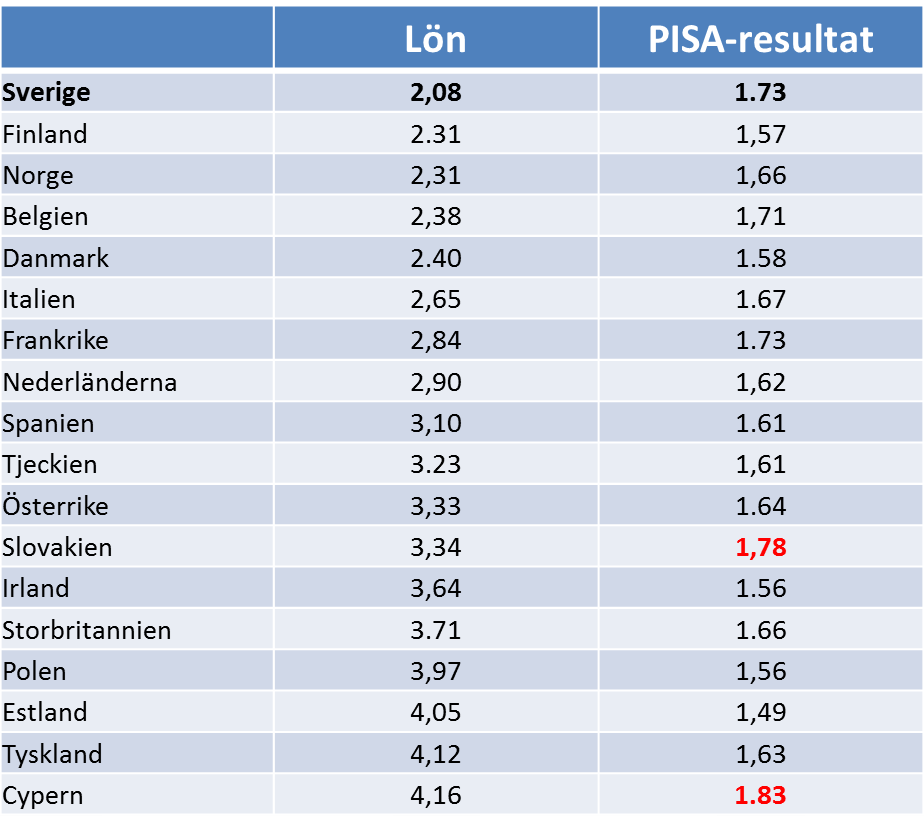 Lön PISA-resultat
Sverige 2,08 1.73
Finland 2.31 1,57
Norge 2,31 1,66
Belgien 2,38 1,71
Danmark 2.40 1.58
Italien 2,65 1.67
Frankrike 2,84 1.73
Nederländerna 2,90 1,62
Spanien 3,10 1.61
Tjeckien 3.23 1,61
Österrike 3,33 1.64
Slovakien 3,34 1,78
Irland 3,64 1.56
Storbritannien 3.71 1.66
Polen 3,97 1,56
Estland 4,05 1,49
Tyskland 4,12 1,63
Cypern 4,16 1.83